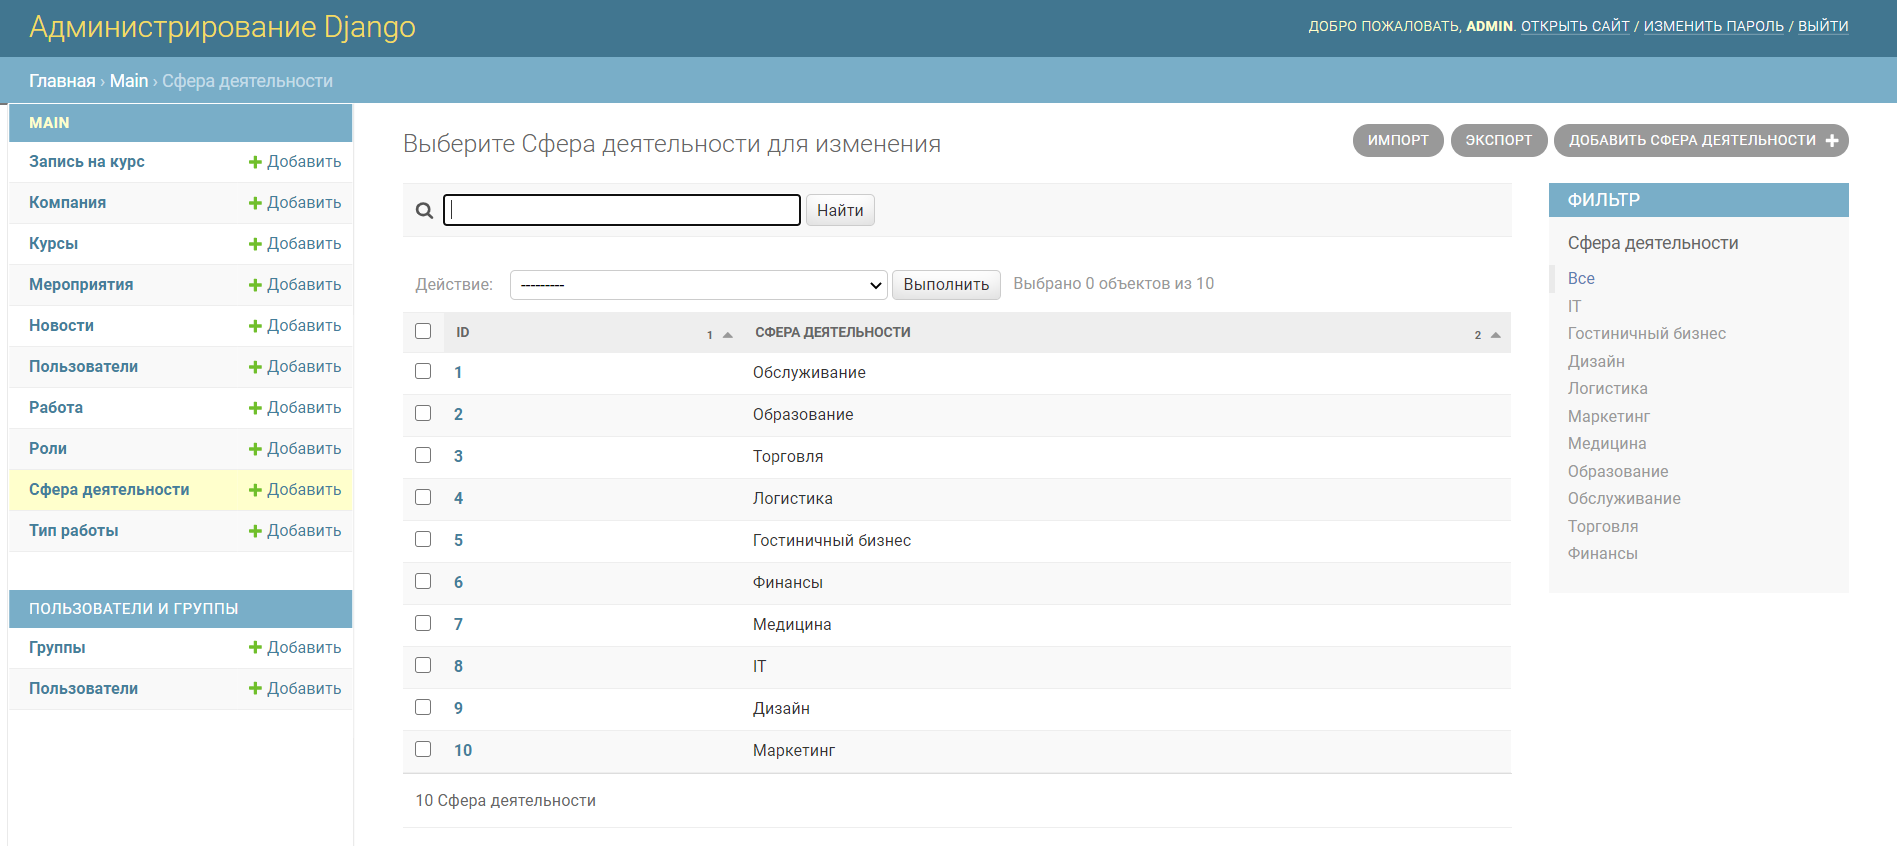 Администрирование Django
ДОБРО ПОЖАЛОВАТЬ, ADMIN. ОТКРЫТЬ САЙТ / ИЗМЕНИТЬ ПАРОЛЬ / ВЫЙТИ
Главная › Main › Сфера деятельности
MAIN
Запись на курс Добавить
Компания Добавить
Курсы Добавить
Мероприятия Добавить
Новости Добавить
Пользователи Добавить
Работа Добавить
Роли Добавить
Сфера деятельности Добавить
Тип работы Добавить
ПОЛЬЗОВАТЕЛИ И ГРУППЫ
Группы Добавить
Пользователи Добавить
Выберите Сфера деятельности для изменения
ИМПОРТ ЭКСПОРТ ДОБАВИТЬ СФЕРА ДЕЯТЕЛЬНОСТИ
Найти
Действие: --------- Выполнить Выбрано 0 объектов из 10
ID 1 СФЕРА ДЕЯТЕЛЬНОСТИ 2
1 Обслуживание
2 Образование
3 Торговля
4 Логистика
5 Гостиничный бизнес
6 Финансы
7 Медицина
8 IT
9 Дизайн
10 Маркетинг
10 Сфера деятельности
ФИЛЬТР
Сфера деятельности
Все
IT
Гостиничный бизнес
Дизайн
Логистика
Маркетинг
Медицина
Образование
Обслуживание
Торговля
Финансы